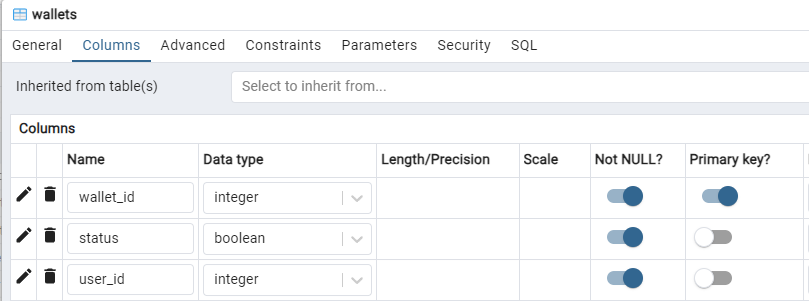 wallets
General Columns Advanced Constraints Parameters Security SQL
Inherited from table(s) Select to inherit from...
Columns
Name Data type Length/Precision Scale Not NULL? Primary key?
wallet_id integer
status boolean
user_id integer